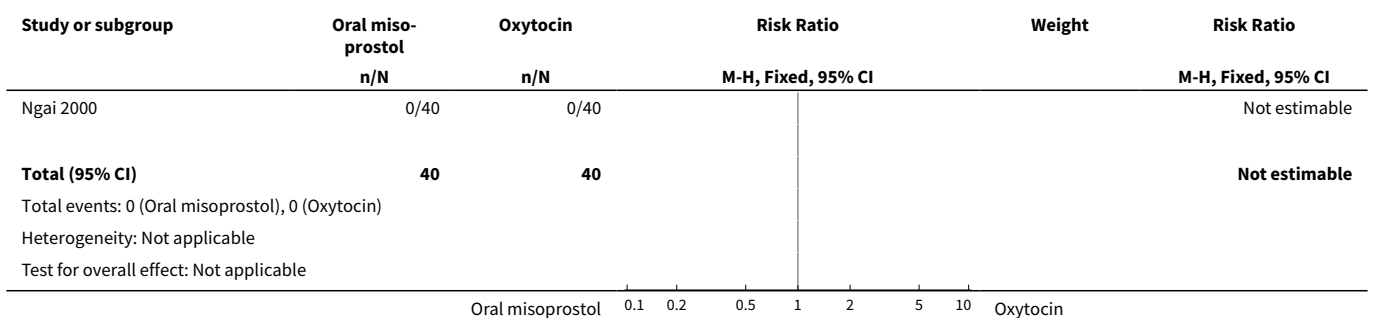 Study or subgroup Oral miso- Oxytocin Risk Ratio Weight Risk Ratio
prostol
n/N n/N M-H, Fixed, 95% CI M-H, Fixed, 95% CI
Ngai 2000 0/40 0/40 Not estimable
Total (95% CI) 40 40 Not estimable
Total events: 0 (Oral misoprostol), 0 (Oxytocin)
Heterogeneity: Not applicable
Test for overall effect: Not applicable
Oral misoprostol 0.1 0.2 0.5 1 2 5 10 Oxytocin